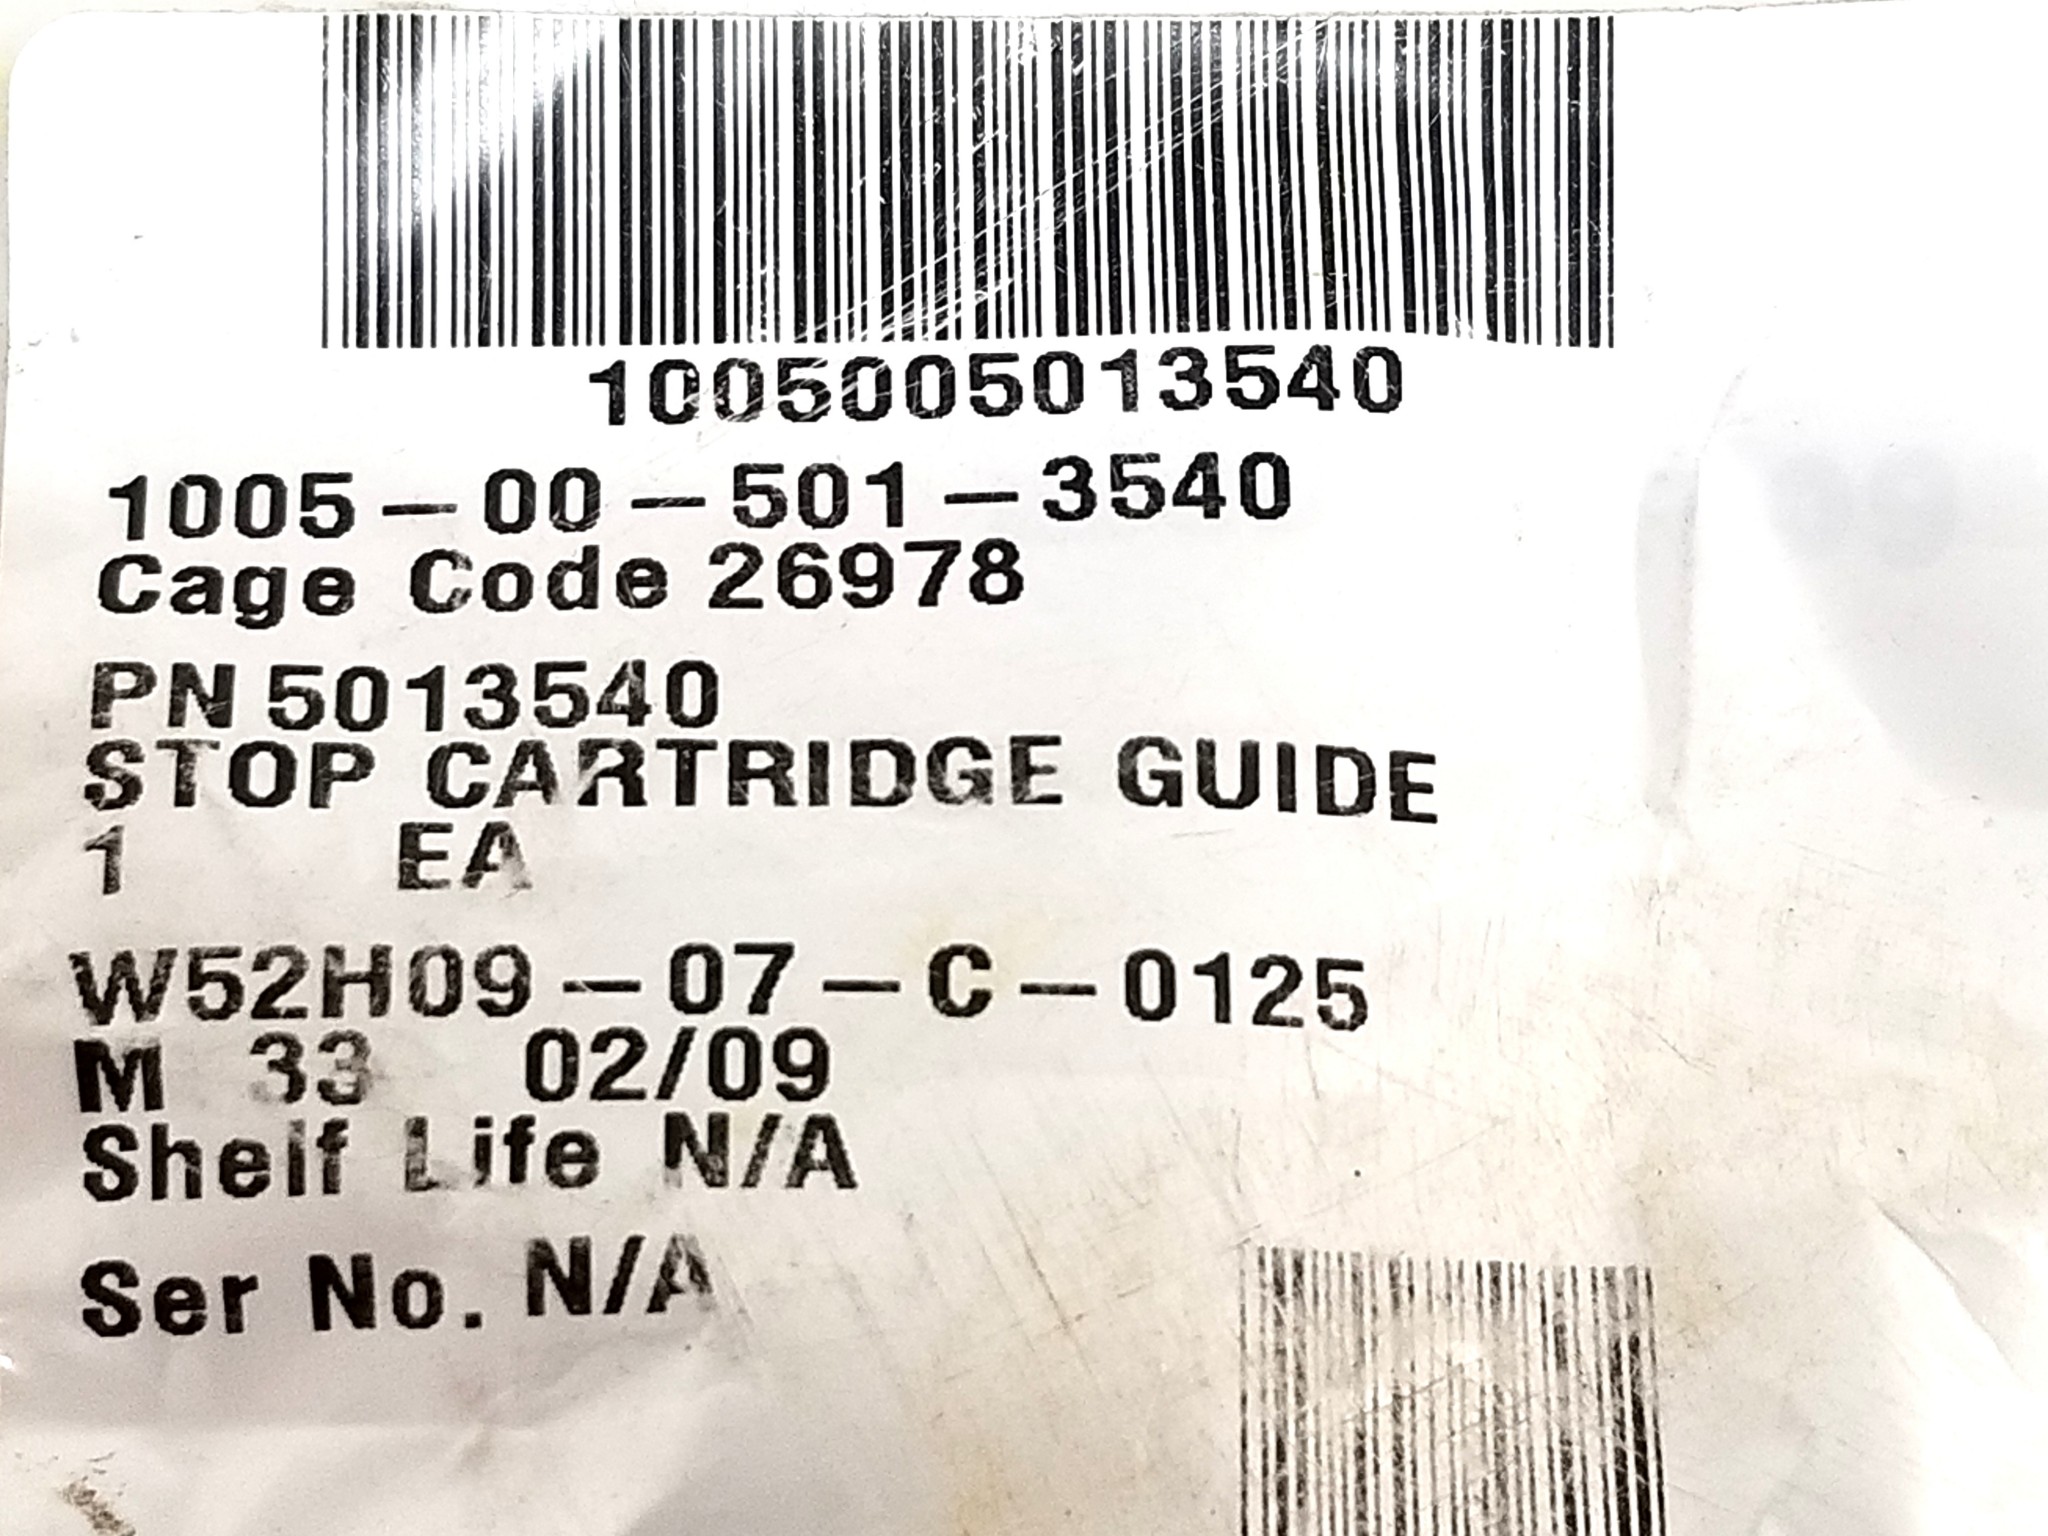 1005005013540
1005-00-501-3540
Cage Code 26978
PN 5013540
STOP CARTRIDGE GUIDE
1 EA
W52H09-07-C-0125
M 33 02/09
Shelf Life N/A
Ser No. N/A